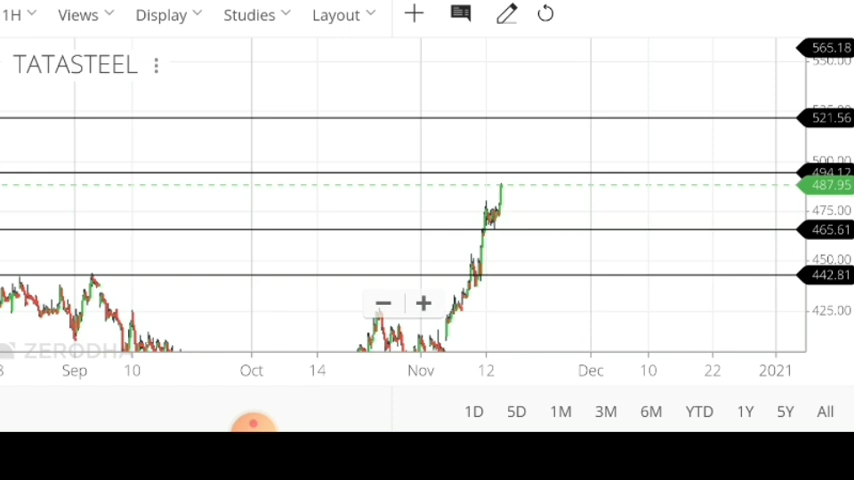 1H Views Display Studies Layout
TATASTEEL
565.18
550.00
521.56
500.00
494.12
487.95
475.00
465.61
450.00
442.81
425.00
ZERODHA
Sep 10 Oct 14 Nov 12 Dec 10 22 2021
1D 5D 1M 3M 6M YTD 1Y 5Y All